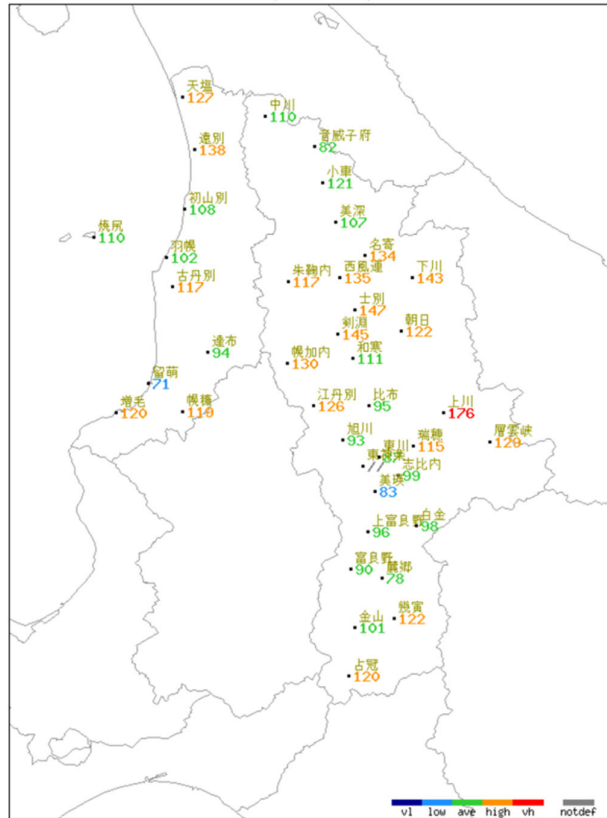 天塩
127
中川
110
音威子府
82
遠別
138
小車
121
初山別
108
美深
107
焼尻
110
羽幌
102
名寄
134
古丹別
117
朱鞠内
117
西風連
135
下川
143
士別
147
朝日
122
剣淵
145
達布
94
和寒
111
幌加内
130
留萌
71
増毛
120
幌糠
119
江丹別
126
比布
95
上川
176
旭川
93
東川
87
瑞穂
115
層雲峡
129
東神楽
//
志比内
99
美瑛
83
上富良野
96
白金
98
富良野
90
麓郷
78
幾寅
122
金山
101
占冠
120
vl low ave high vh notdef